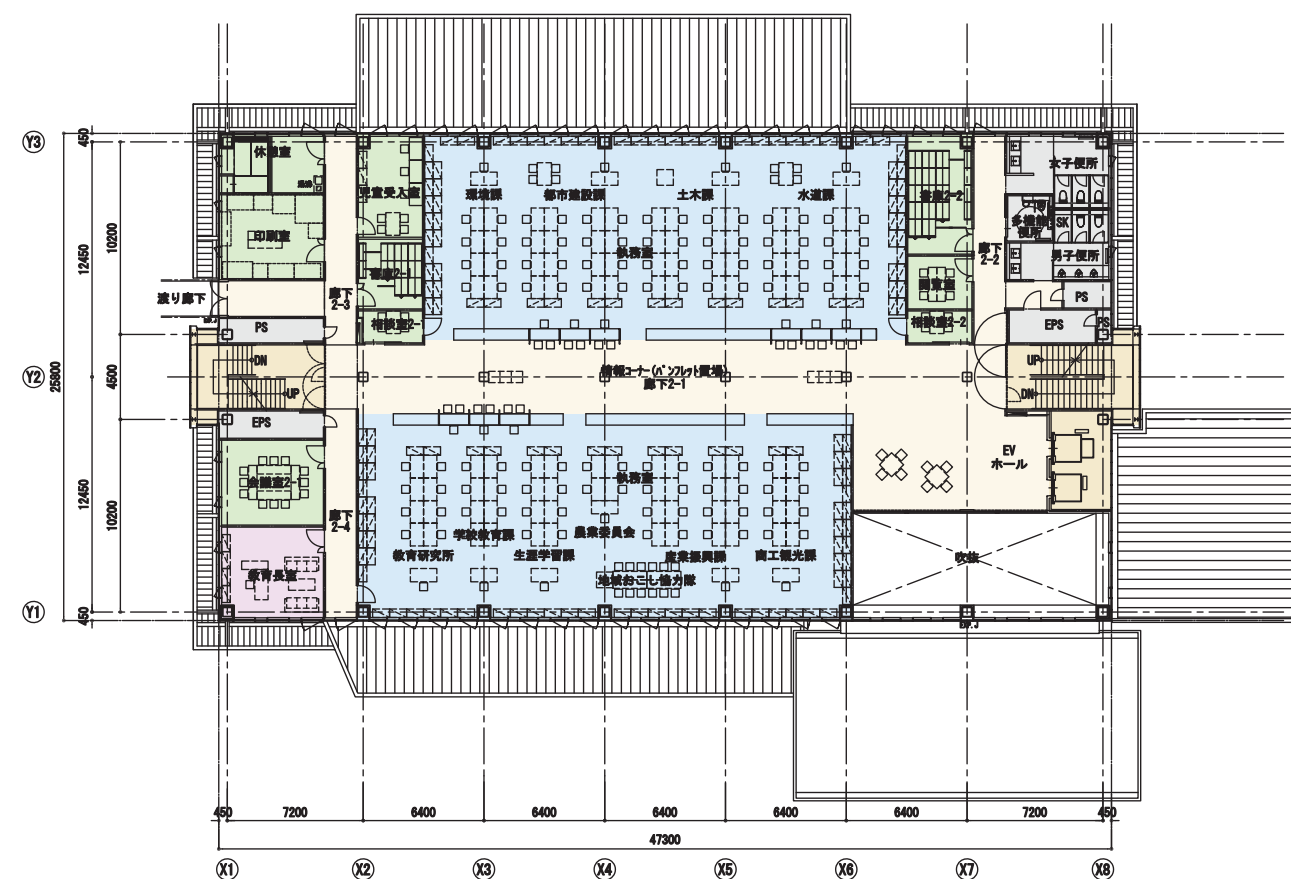 Y3
450
休憩室
女子便所
環境課
都市建設課
土木課
水道課
書庫2-2
多機能
便所
SK
印刷室
執務室
廊下
2-2
男子便所
10200
12450
書庫2-1
渡り廊下
廊下
2-3
PS
相談室2-
相談室2-2
PS
EPS
PS
DN
UP
Y2
25800
4500
情報コーナー(パンフレット置場)
廊下2-1
UP
DN
EPS
EV
ホール
会議室2-1
執務室
12450
10200
廊下
2-4
学校教育課
農業委員会
教育研究所
生涯学習課
産業振興課
商工観光課
教育長室
地域おこし協力隊
吹抜
Y1
450
EXP.J
450
7200
6400
6400
6400
6400
6400
7200
450
47300
X1
X2
X3
X4
X5
X6
X7
X8